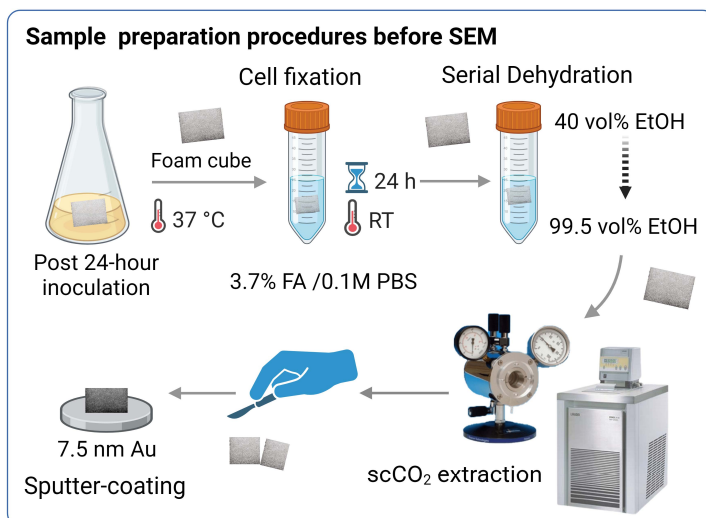 Sample preparation procedures before SEM
Cell fixation
Serial Dehydration
40 vol% EtOH
Foam cube
24 h
37 °C
RT
99.5 vol% EtOH
Post 24-hour
inoculation
3.7% FA /0.1M PBS
7.5 nm Au
Sputter-coating
scCO₂ extraction